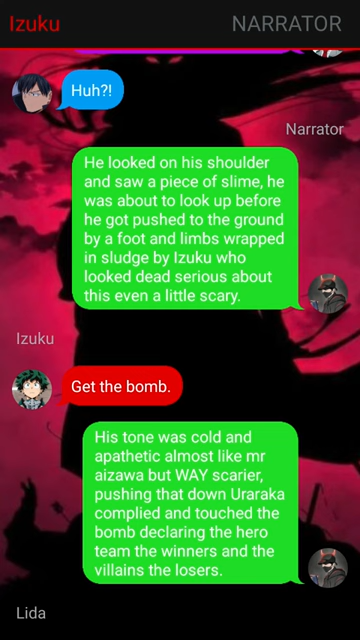 Izuku
NARRATOR
Huh?!
Narrator
He looked on his shoulder
and saw a piece of slime, he
was about to look up before
he got pushed to the ground
by a foot and limbs wrapped
in sludge by Izuku who
looked dead serious about
this even a little scary.
Izuku
Get the bomb.
His tone was cold and
apathetic almost like mr
aizawa but WAY scarier,
pushing that down Uraraka
complied and touched the
bomb declaring the hero
team the winners and the
villains the losers.
Lida